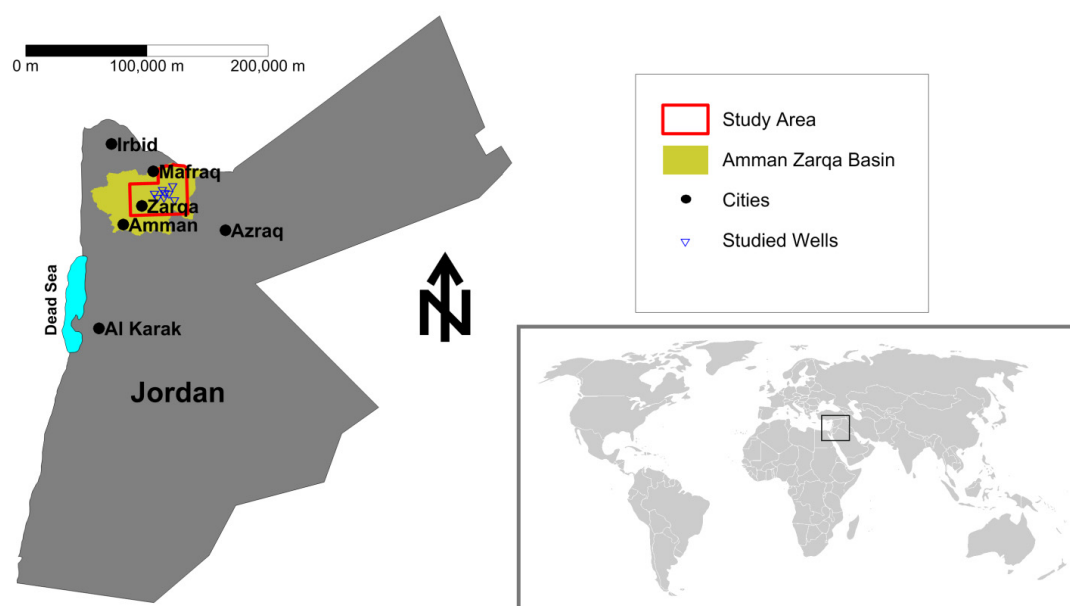 0 m 100,000 m 200,000 m
Irbid
Mafraq
Zarqa
Amman
Azraq
Dead Sea
Al Karak
Jordan
N
Study Area
Amman Zarqa Basin
Cities
Studied Wells